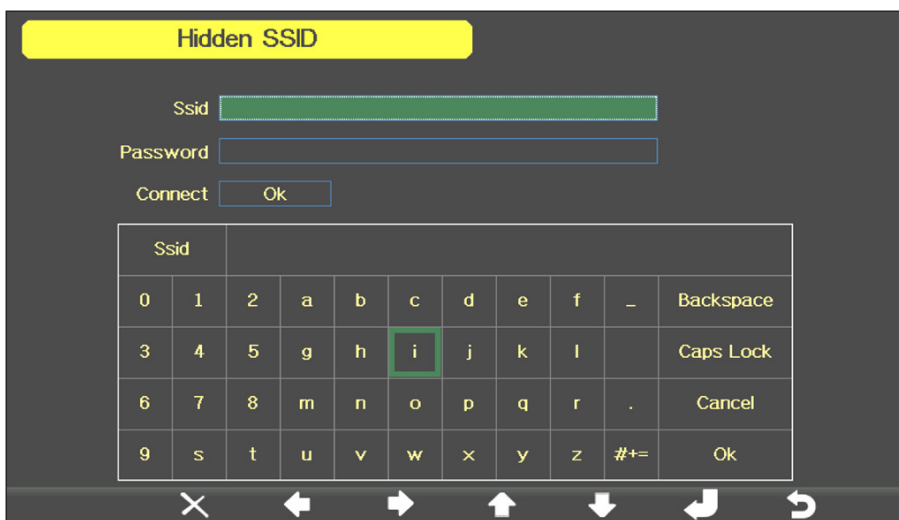 Hidden SSID
Ssid
Password
Connect Ok
Ssid
0 1 2 a b c d e f _ Backspace
3 4 5 g h i j k l Caps Lock
6 7 8 m n o p q r . Cancel
9 s t u v w x y z #+= Ok